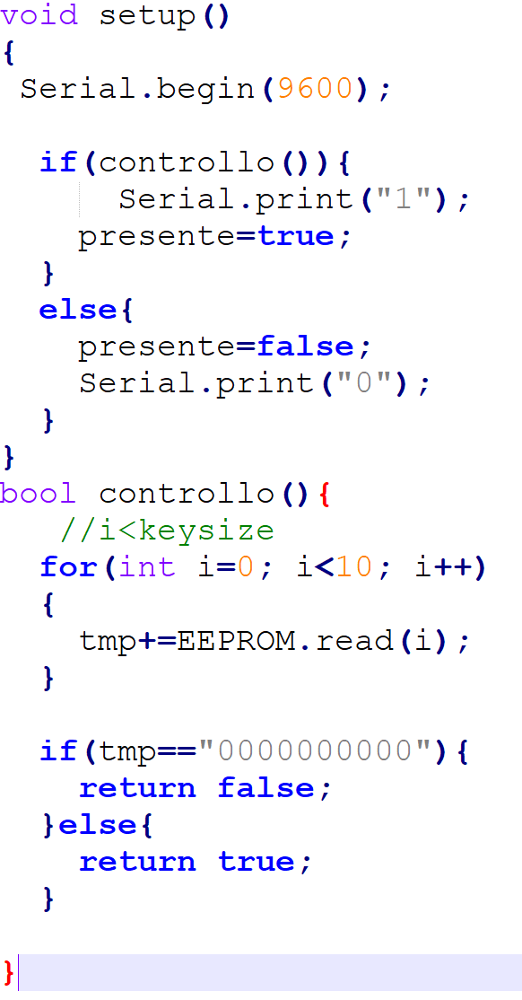 void setup()
{
 Serial.begin(9600);

  if(controllo()){
      Serial.print("1");
    presente=true;
  }
  else{
    presente=false;
    Serial.print("0");
  }
}
bool controllo(){
   //i<keysize
  for(int i=0; i<10; i++)
  {
    tmp+=EEPROM.read(i);
  }

  if(tmp=="0000000000"){
    return false;
  }else{
    return true;
  }

}